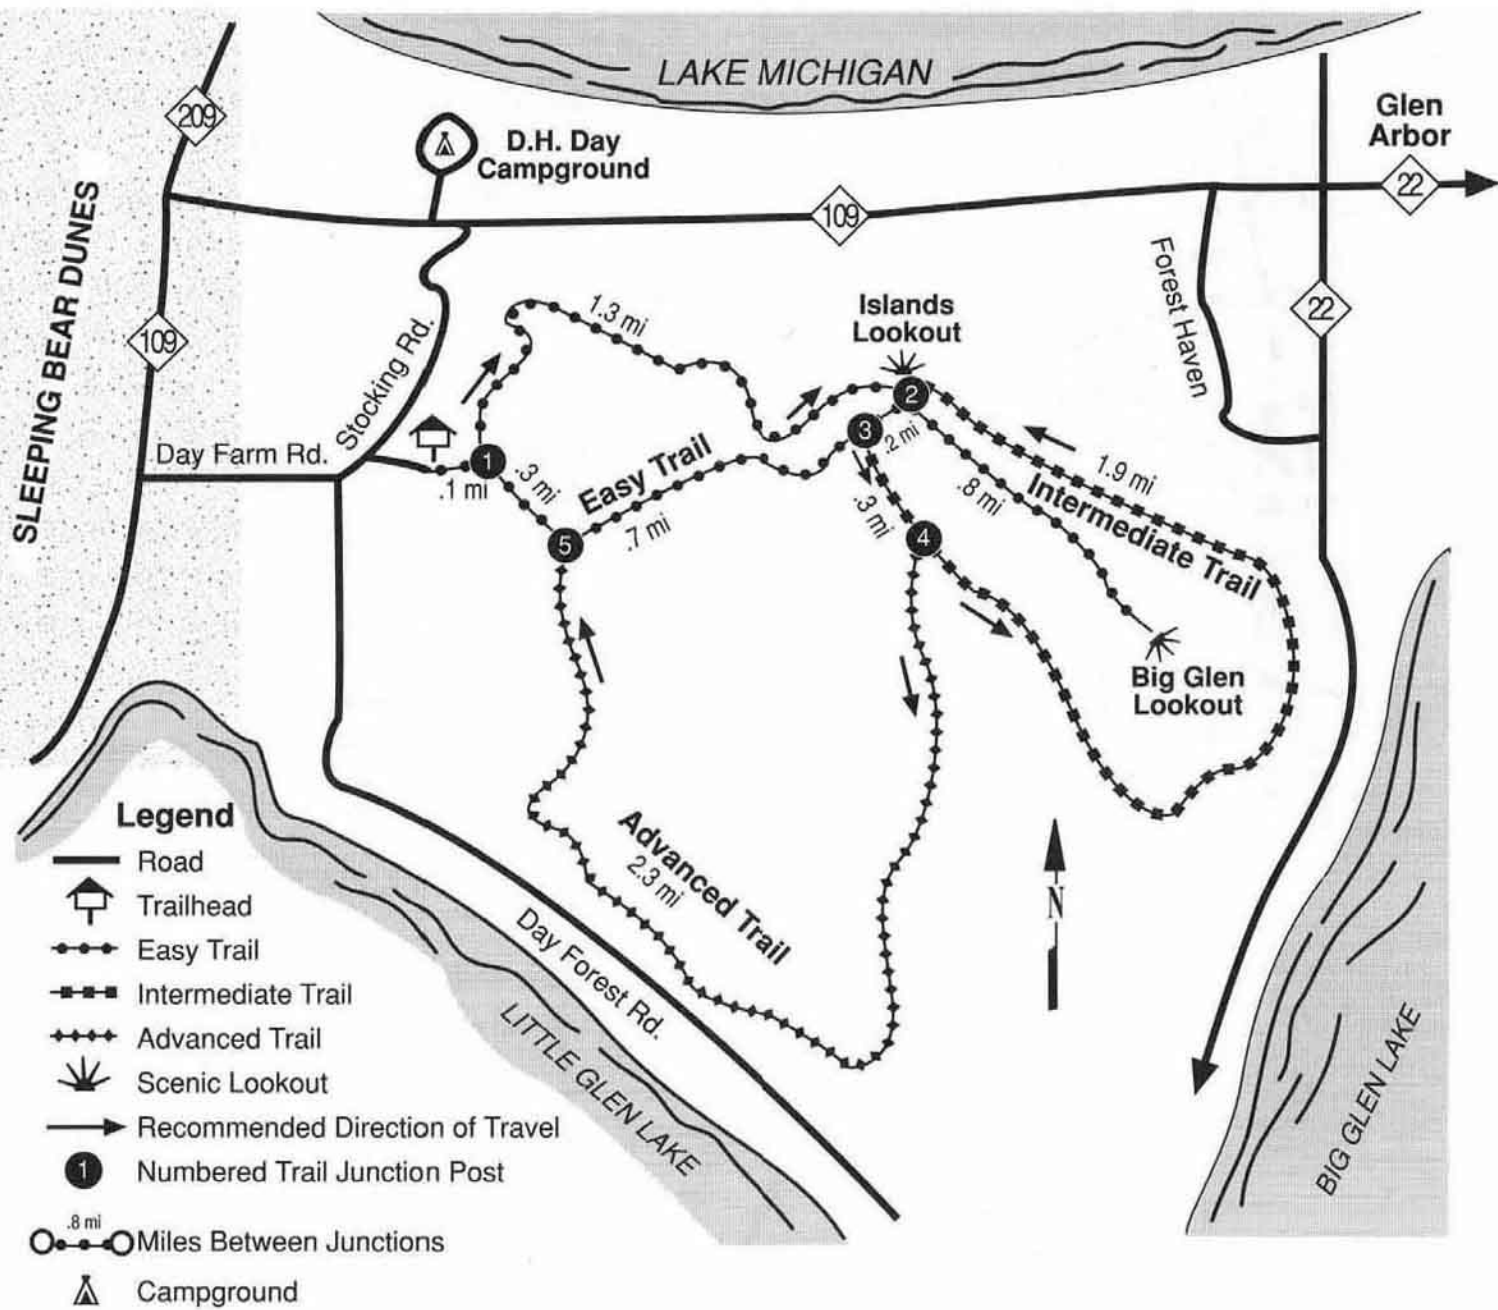 LAKE MICHIGAN
209
D.H. Day
Campground
Glen
Arbor
22
109
SLEEPING BEAR DUNES
109
Stocking Rd.
Day Farm Rd.
Forest Haven
22
1.3 mi
Islands
Lookout
2
3
.2 mi
1
.1 mi
.3 mi
Easy Trail
.7 mi
5
.3 mi
4
.8 mi
1.9 mi
Intermediate Trail
Big Glen
Lookout
Advanced Trail
2.3 mi
N
Day Forest Rd.
LITTLE GLEN LAKE
BIG GLEN LAKE
Legend
Road
Trailhead
Easy Trail
Intermediate Trail
Advanced Trail
Scenic Lookout
Recommended Direction of Travel
1 Numbered Trail Junction Post
.8 mi
Miles Between Junctions
Campground